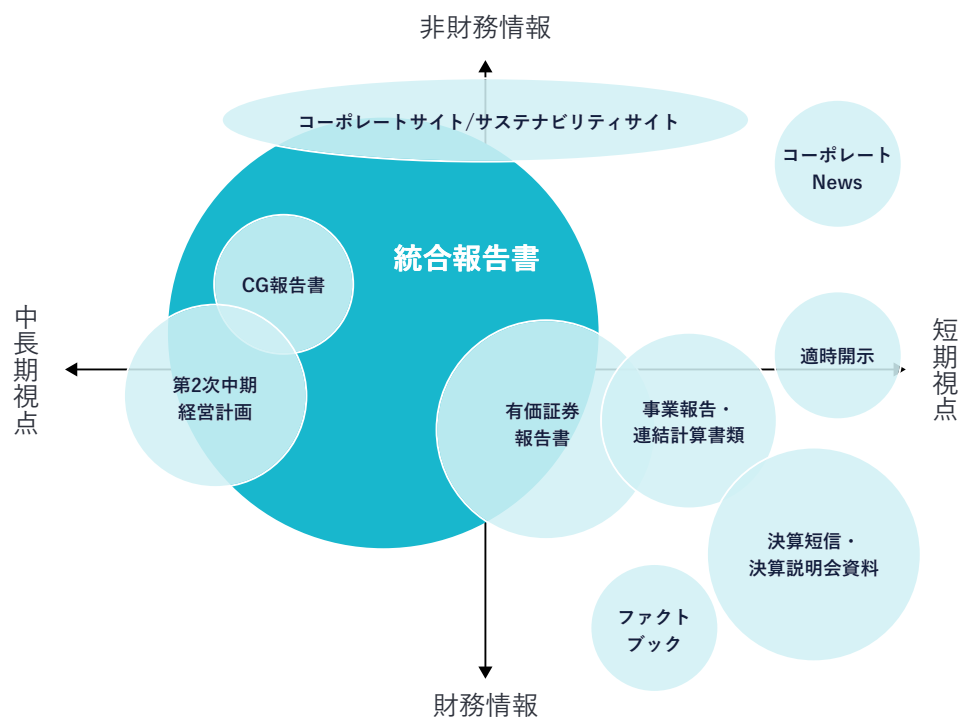 非財務情報
コーポレートサイト/サステナビリティサイト
コーポレート
News
統合報告書
CG報告書
中長期視点
短期視点
適時開示
第2次中期
経営計画
有価証券
報告書
事業報告・
連結計算書類
決算短信・
決算説明会資料
ファクト
ブック
財務情報